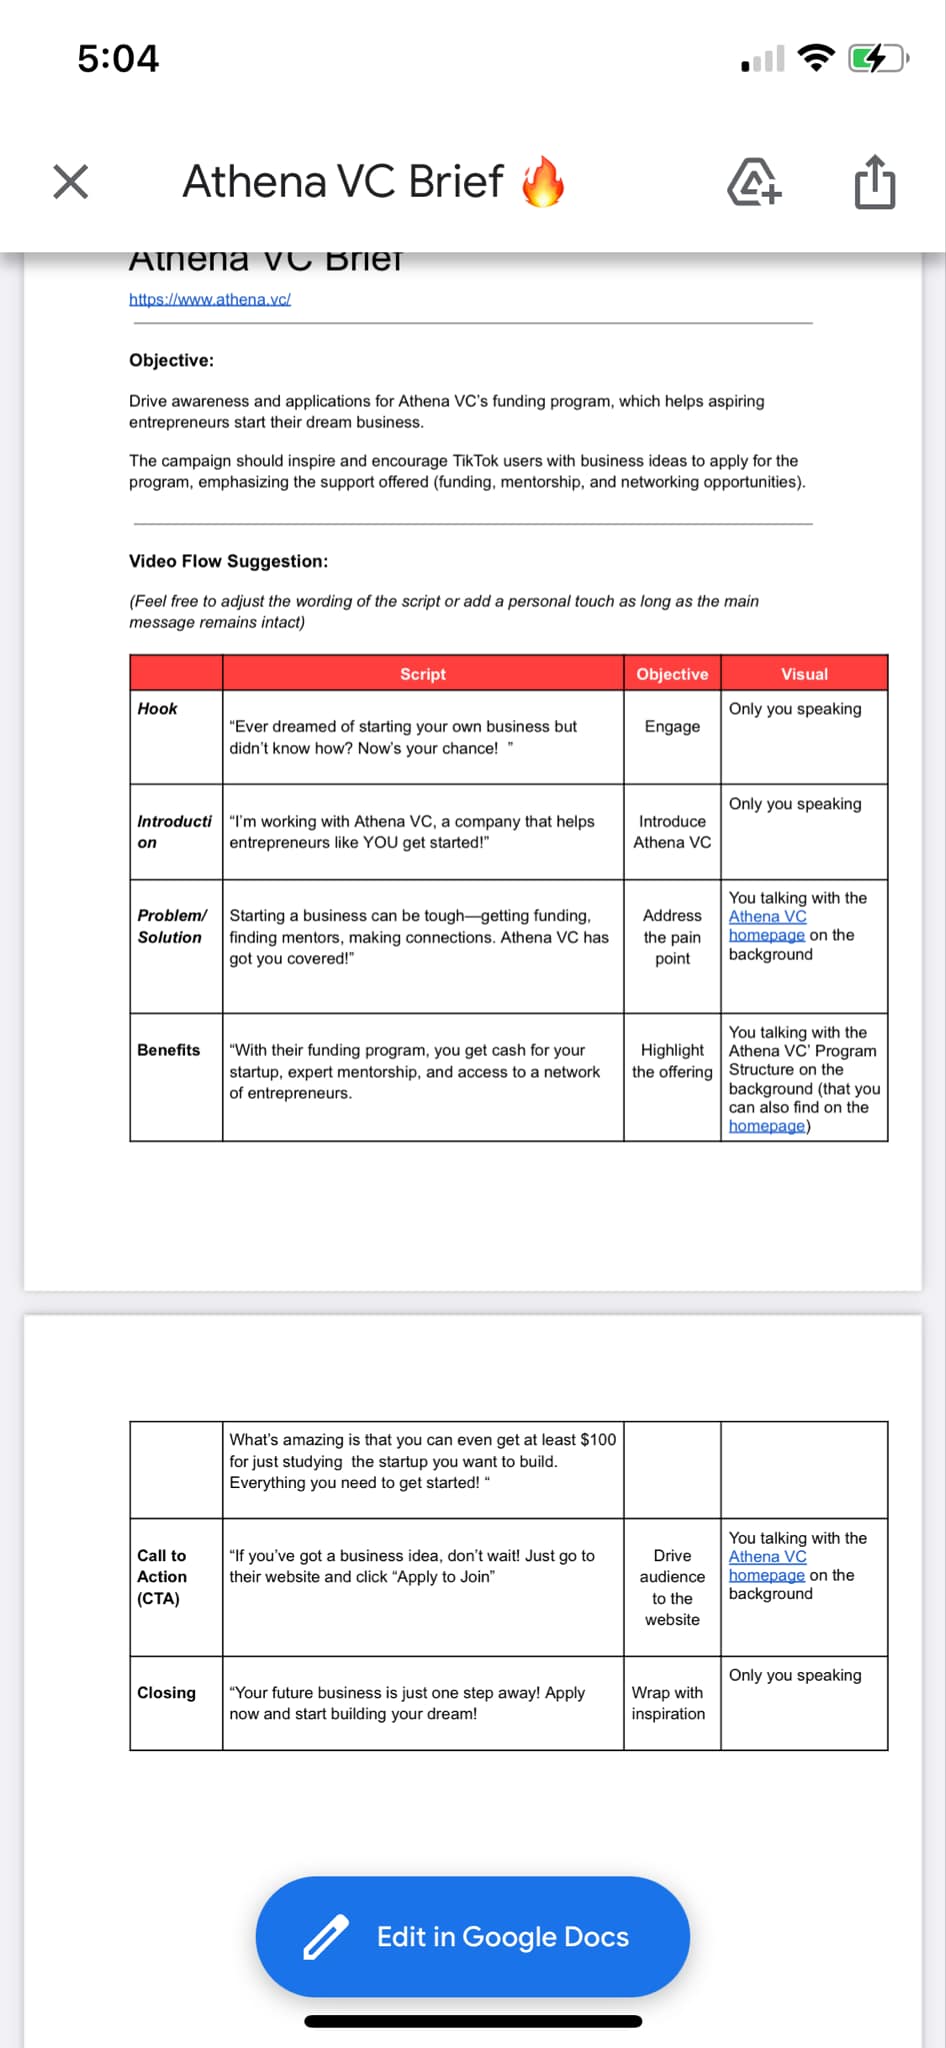 5:04
Athena VC Brief 🔥
Athena VC Brief
https://www.athena.vc/
Objective:
Drive awareness and applications for Athena VC's funding program, which helps aspiring
entrepreneurs start their dream business.
The campaign should inspire and encourage TikTok users with business ideas to apply for the
program, emphasizing the support offered (funding, mentorship, and networking opportunities).
Video Flow Suggestion:
(Feel free to adjust the wording of the script or add a personal touch as long as the main
message remains intact)
Script Objective Visual
Hook
“Ever dreamed of starting your own business but
didn’t know how? Now’s your chance! ”
Engage
Only you speaking
Introducti
on
“I’m working with Athena VC, a company that helps
entrepreneurs like YOU get started!”
Introduce
Athena VC
Only you speaking
Problem/
Solution
Starting a business can be tough—getting funding,
finding mentors, making connections. Athena VC has
got you covered!”
Address
the pain
point
You talking with the
Athena VC
homepage on the
background
Benefits
“With their funding program, you get cash for your
startup, expert mentorship, and access to a network
of entrepreneurs.
Highlight
the offering
You talking with the
Athena VC’ Program
Structure on the
background (that you
can also find on the
homepage)
What’s amazing is that you can even get at least $100
for just studying the startup you want to build.
Everything you need to get started! “
Call to
Action
(CTA)
“If you’ve got a business idea, don’t wait! Just go to
their website and click “Apply to Join”
Drive
audience
to the
website
You talking with the
Athena VC
homepage on the
background
Closing
“Your future business is just one step away! Apply
now and start building your dream!
Wrap with
inspiration
Only you speaking
Edit in Google Docs